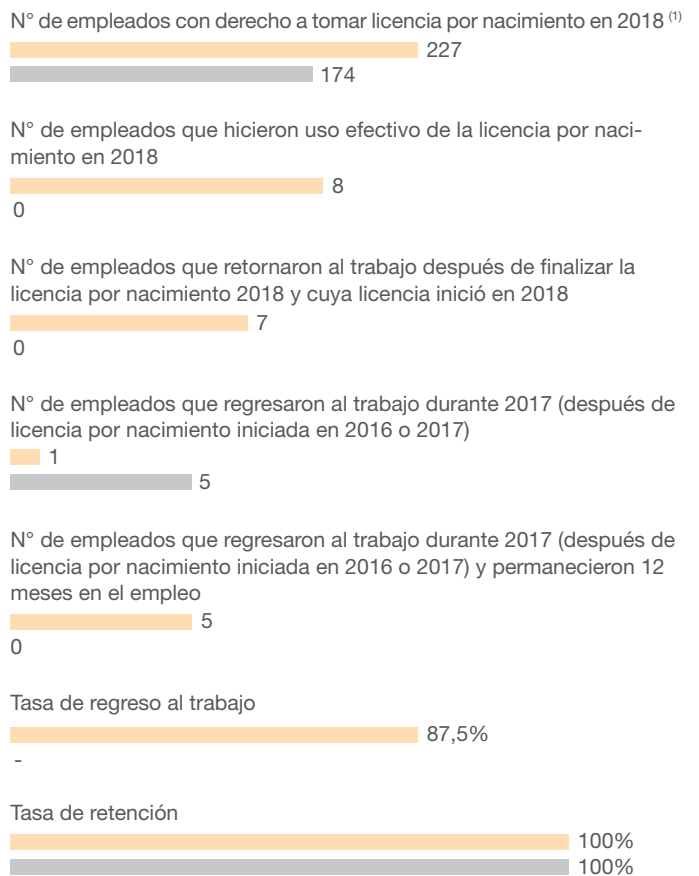 N° de empleados con derecho a tomar licencia por nacimiento en 2018 (1)
227
174
N° de empleados que hicieron uso efectivo de la licencia por naci-
miento en 2018
8
0
N° de empleados que retornaron al trabajo después de finalizar la
licencia por nacimiento 2018 y cuya licencia inició en 2018
7
0
N° de empleados que regresaron al trabajo durante 2017 (después de
licencia por nacimiento iniciada en 2016 o 2017)
1
5
N° de empleados que regresaron al trabajo durante 2017 (después de
licencia por nacimiento iniciada en 2016 o 2017) y permanecieron 12
meses en el empleo
5
0
Tasa de regreso al trabajo
87,5%
-
Tasa de retención
100%
100%